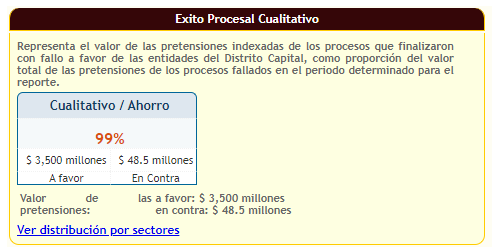 Exito Procesal Cualitativo
Representa el valor de las pretensiones indexadas de los procesos que finalizaron
con fallo a favor de las entidades del Distrito Capital, como proporción del valor
total de las pretensiones de los procesos fallados en el periodo determinado para el
reporte.
Cualitativo / Ahorro
99%
$ 3,500 millones $ 48.5 millones
A favor En Contra
Valor de las a favor: $ 3,500 millones
pretensiones: en contra: $ 48.5 millones
Ver distribución por sectores